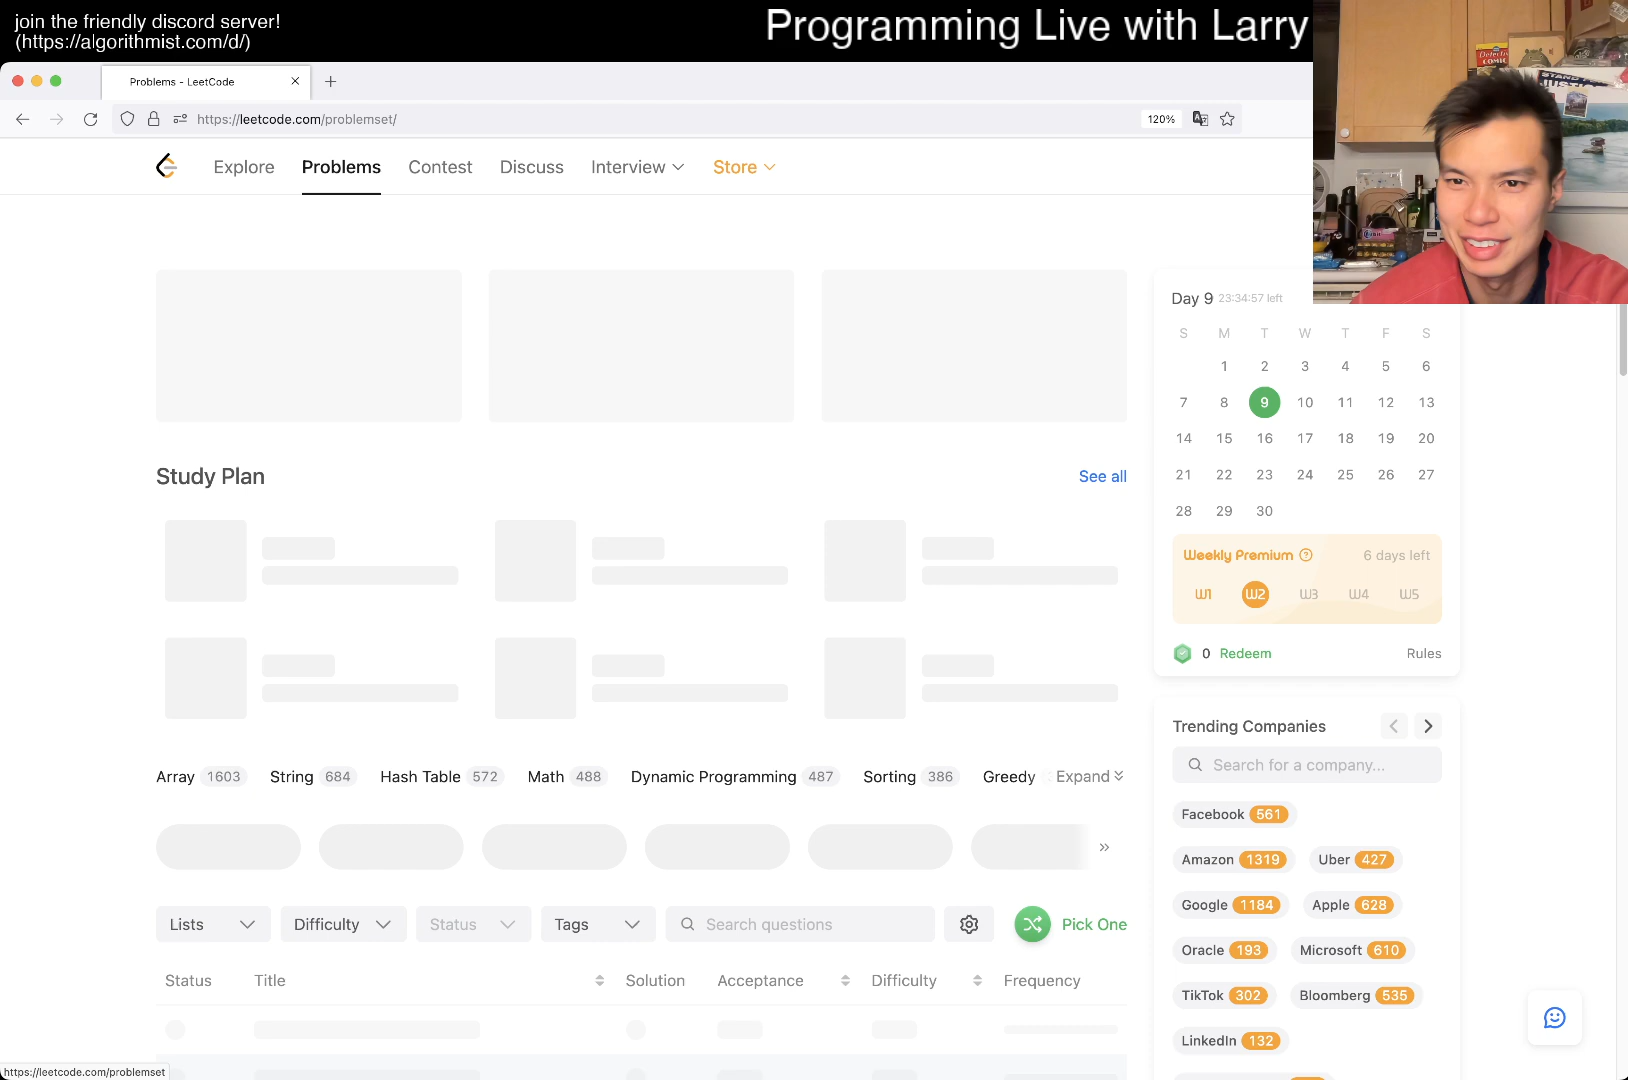 join the friendly discord server!
(https://algorithmist.com/d/)
Programming Live with Larry
Problems - LeetCode
https://leetcode.com/problemset/
120%
Explore Problems Contest Discuss Interview Store
Day 9 23:34:57 left
S M T W T F S
1 2 3 4 5 6
7 8 9 10 11 12 13
14 15 16 17 18 19 20
21 22 23 24 25 26 27
28 29 30
Weekly Premium 6 days left
W1 W2 W3 W4 W5
0 Redeem Rules
Study Plan See all
Array 1603 String 684 Hash Table 572 Math 488 Dynamic Programming 487 Sorting 386 Greedy Expand
Lists Difficulty Status Tags Search questions Pick One
Status Title Solution Acceptance Difficulty Frequency
Trending Companies
Search for a company...
Facebook 561
Amazon 1319 Uber 427
Google 1184 Apple 628
Oracle 193 Microsoft 610
TikTok 302 Bloomberg 535
LinkedIn 132
https://leetcode.com/problemset